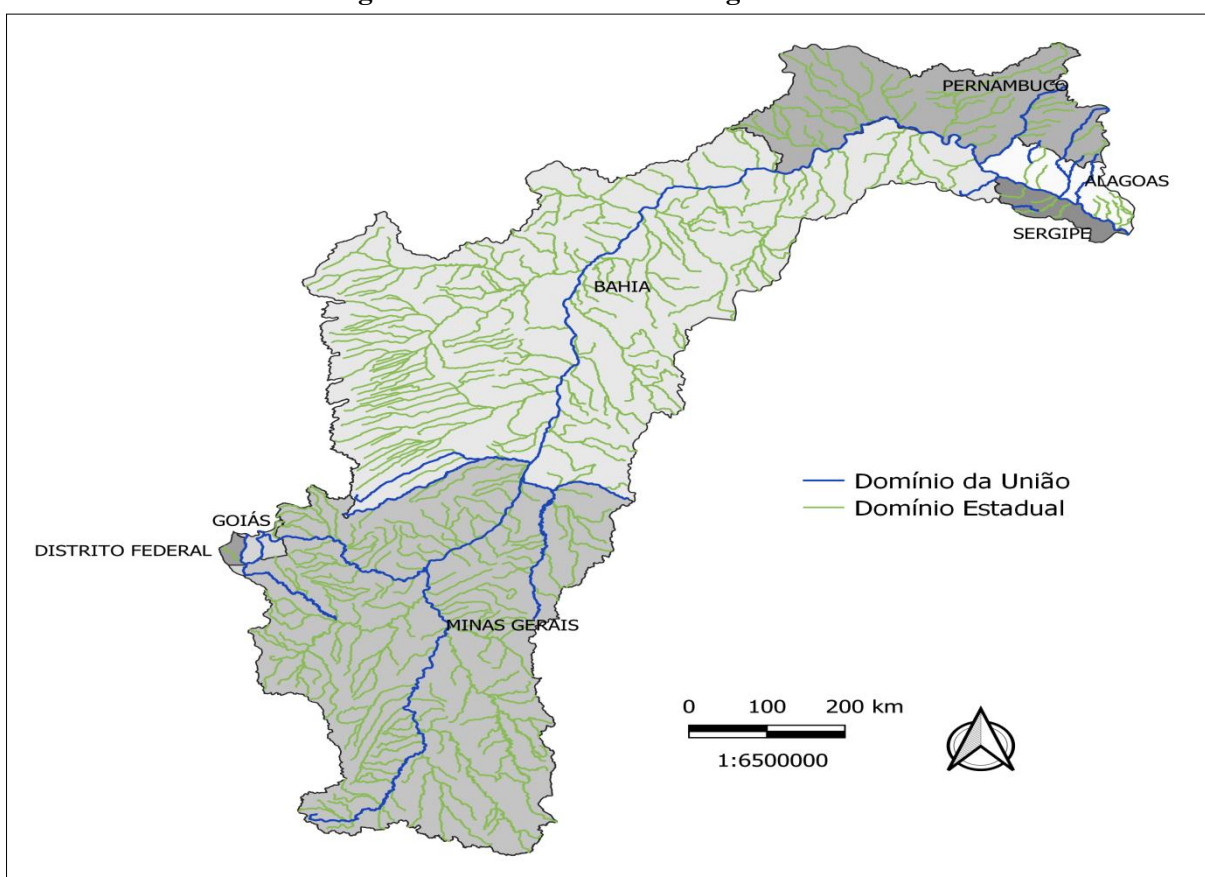 PERNAMBUCO
ALAGOAS
SERGIPE
BAHIA
Domínio da União
Domínio Estadual
GOIÁS
DISTRITO FEDERAL
MINAS GERAIS
0 100 200 km
1:6500000